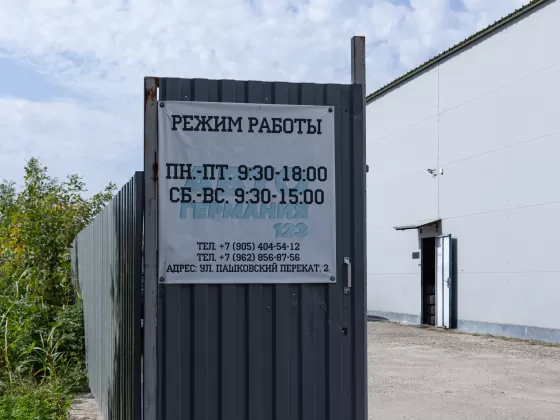 РЕЖИМ РАБОТЫ
ПН.-ПТ. 9:30-18:00
СБ.-ВС. 9:30-15:00
ГЕРМАНИЯ
123
ТЕЛ. +7 (905) 404-54-12
ТЕЛ. +7 (962) 856-87-56
АДРЕС: УЛ. ПАШКОВСКИЙ ПЕРЕКАТ. 2